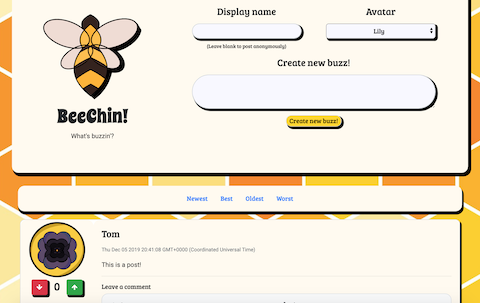 Display name
Avatar
Lily
(Leave blank to post anonymously)
Create new buzz!
Create new buzz!
BeeChin!
What's buzzin'?
Newest
Best
Oldest
Worst
Tom
Thu Dec 05 2019 20:41:08 GMT+0000 (Coordinated Universal Time)
This is a post!
0
Leave a comment